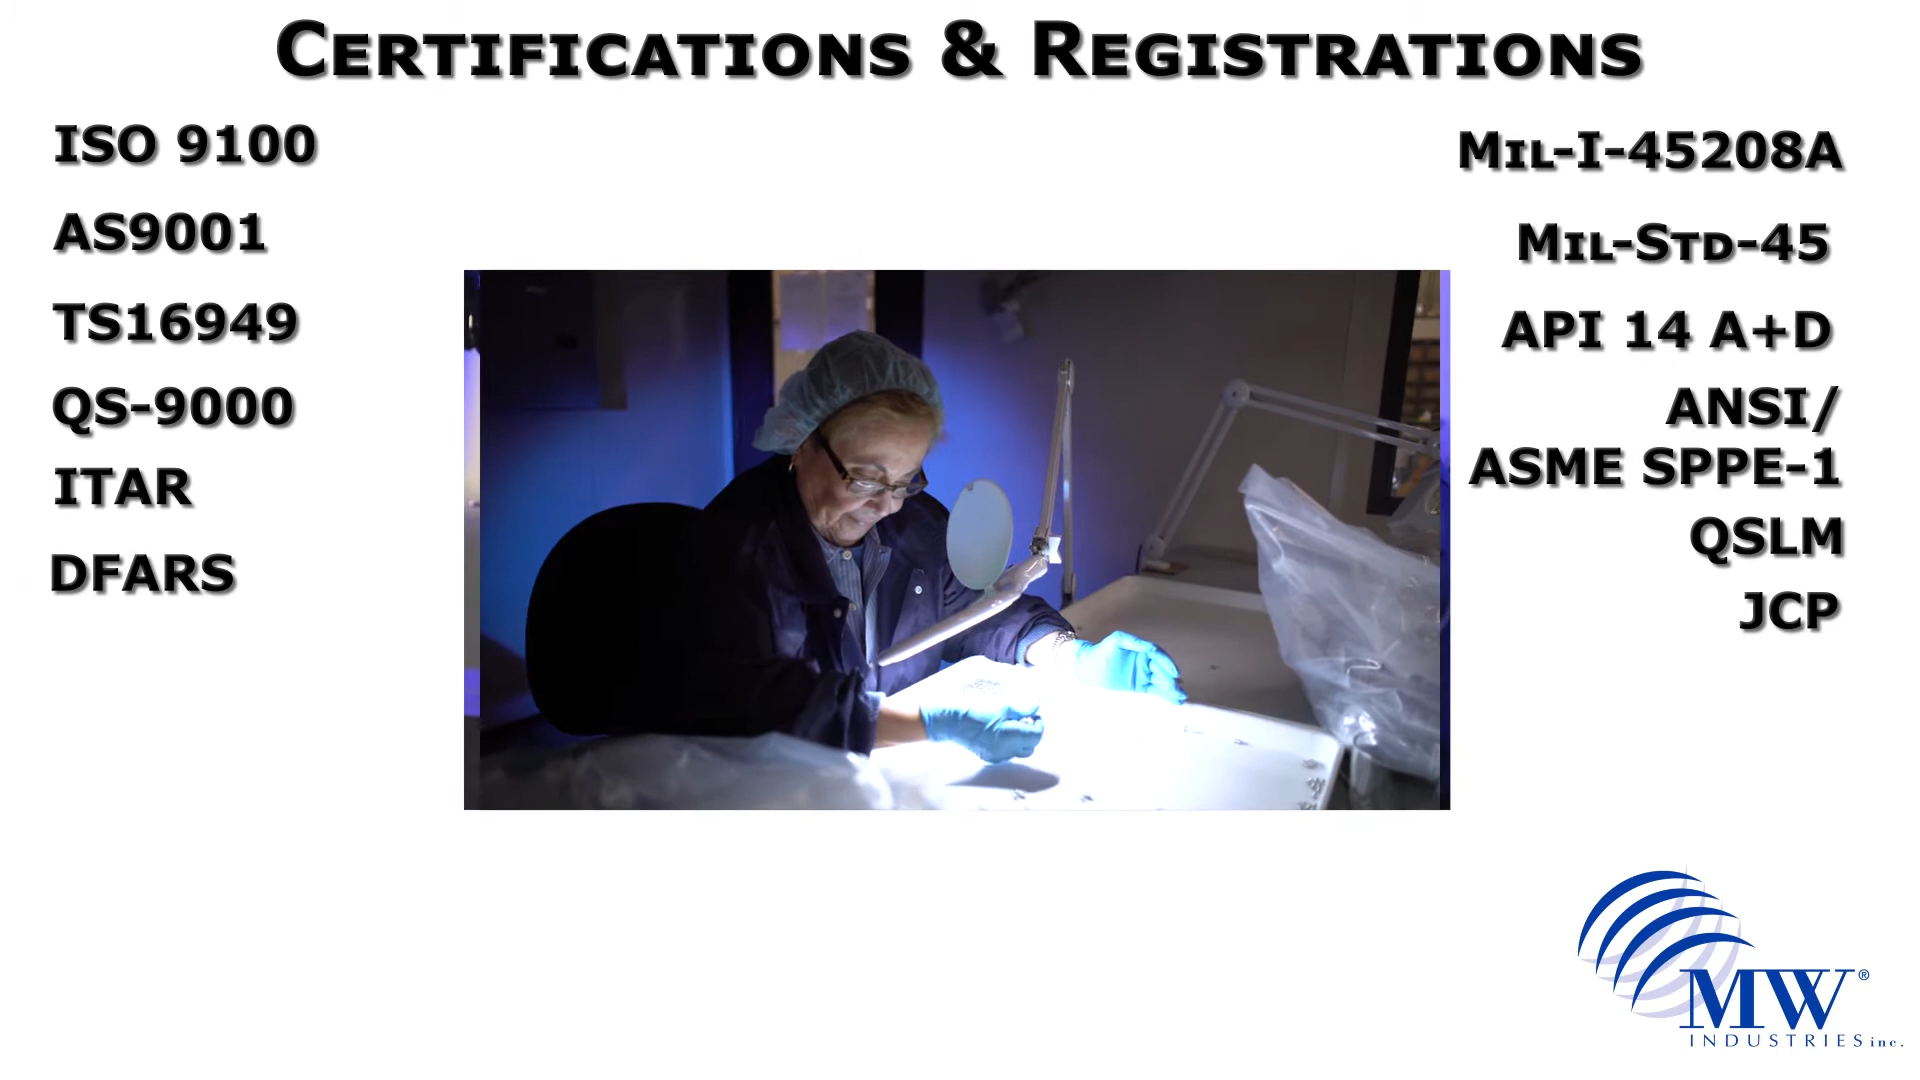 Certifications & Registrations
ISO 9100
AS9001
TS16949
QS-9000
ITAR
DFARS
Mil-I-45208A
Mil-Std-45
API 14 A+D
ANSI/
ASME SPPE-1
QSLM
JCP
MW®
INDUSTRIES inc.